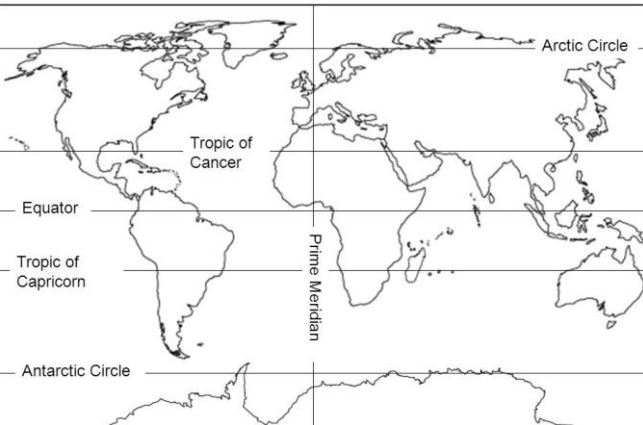 Arctic Circle
Tropic of
Cancer
Equator
Prime Meridian
Tropic of
Capricorn
Antarctic Circle